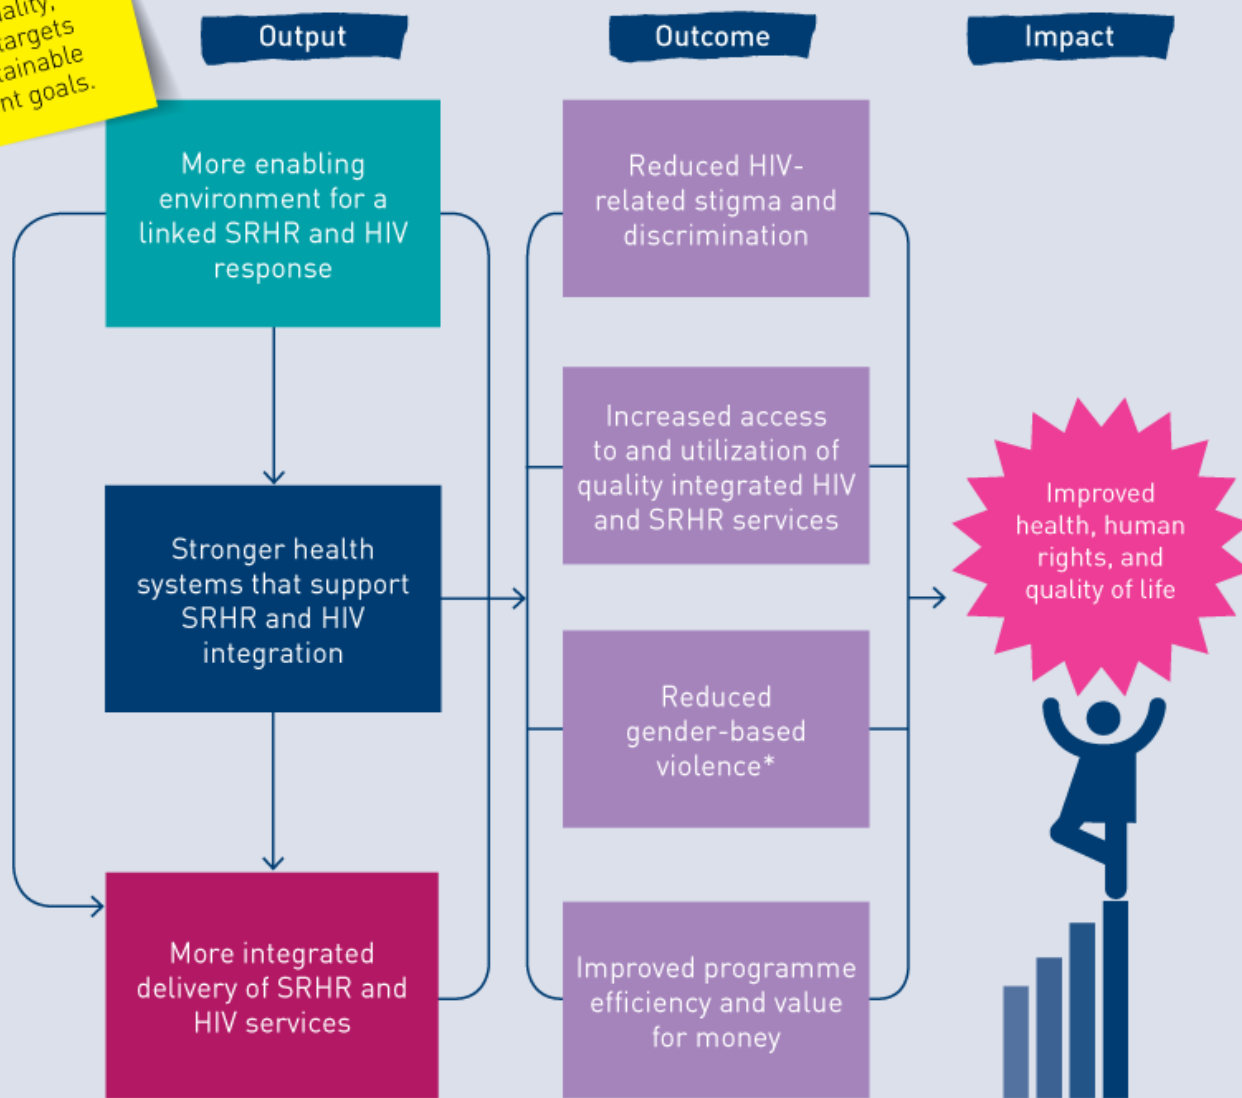 targets
nt goals.
Output
Outcome
Impact
More enabling
environment for a
linked SRHR and HIV
response
Stronger health
systems that support
SRHR and HIV
integration
More integrated
delivery of SRHR and
HIV services
Reduced HIV-
related stigma and
discrimination
Increased access
to and utilization of
quality integrated HIV
and SRHR services
Reduced
gender-based
violence*
Improved programme
efficiency and value
for money
Improved
health, human
rights, and
quality of life